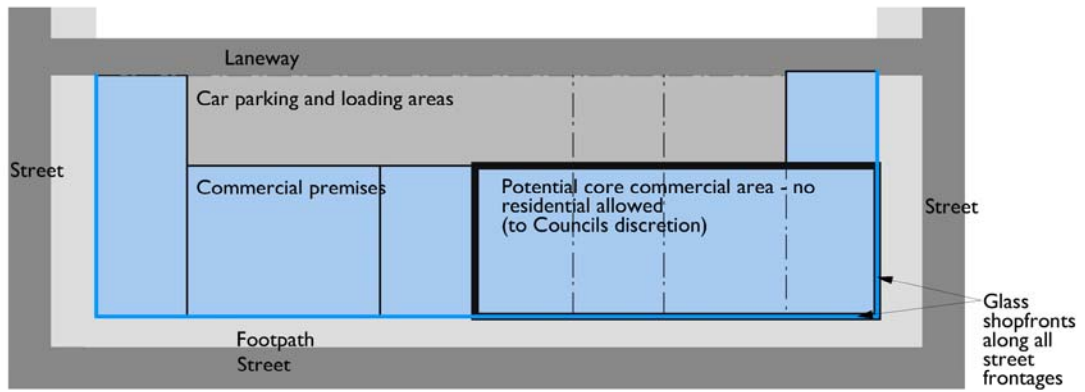 Laneway
Car parking and loading areas
Street
Commercial premises
Potential core commercial area - no
residential allowed
(to Councils discretion)
Street
Glass
shopfronts
along all
street
frontages
Footpath
Street